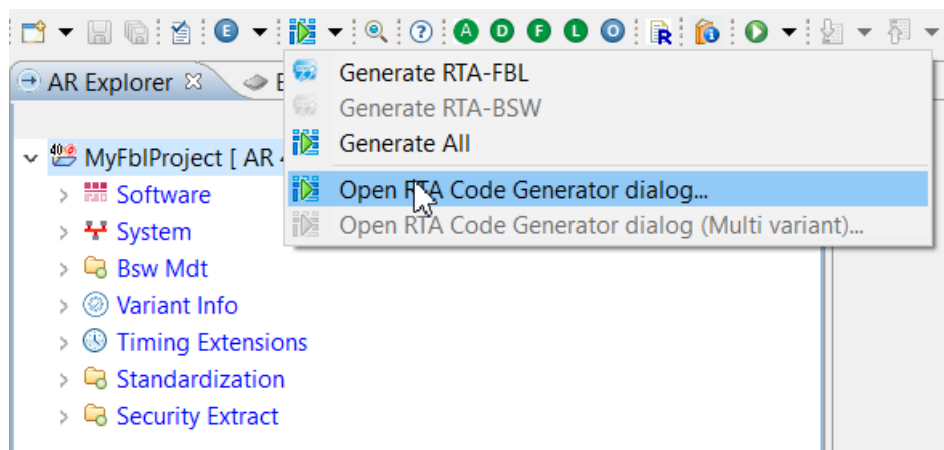 E A D F L O R
AR Explorer
Generate RTA-FBL
Generate RTA-BSW
Generate All
Open RTA Code Generator dialog...
Open RTA Code Generator dialog (Multi variant)...
MyFblProject [ AR
Software
System
Bsw Mdt
Variant Info
Timing Extensions
Standardization
Security Extract